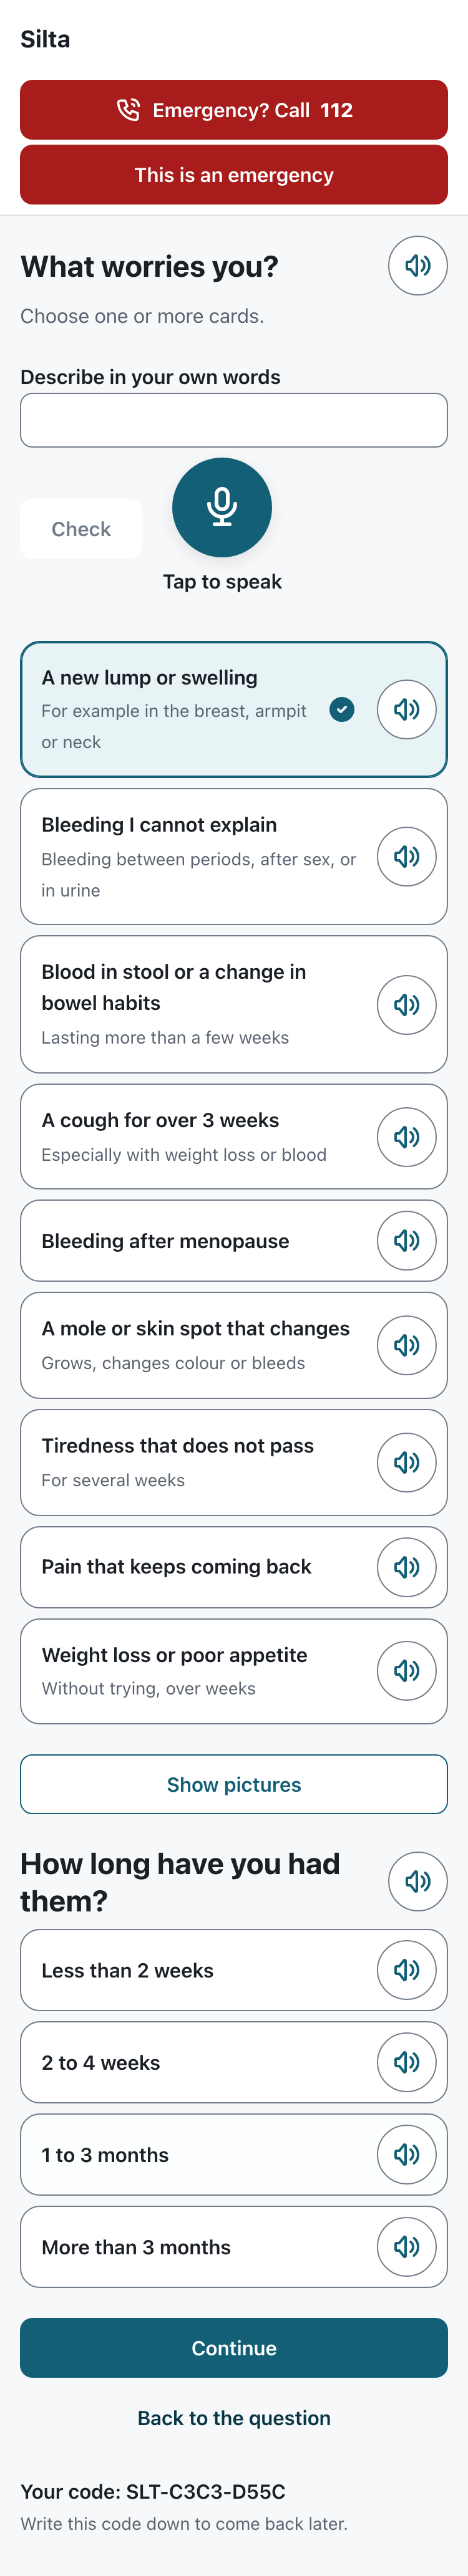 Silta
Emergency? Call 112
This is an emergency
What worries you?
Choose one or more cards.
Describe in your own words
Check
Tap to speak
A new lump or swelling
For example in the breast, armpit
or neck
Bleeding I cannot explain
Bleeding between periods, after sex, or
in urine
Blood in stool or a change in
bowel habits
Lasting more than a few weeks
A cough for over 3 weeks
Especially with weight loss or blood
Bleeding after menopause
A mole or skin spot that changes
Grows, changes colour or bleeds
Tiredness that does not pass
For several weeks
Pain that keeps coming back
Weight loss or poor appetite
Without trying, over weeks
Show pictures
How long have you had
them?
Less than 2 weeks
2 to 4 weeks
1 to 3 months
More than 3 months
Continue
Back to the question
Your code: SLT-C3C3-D55C
Write this code down to come back later.